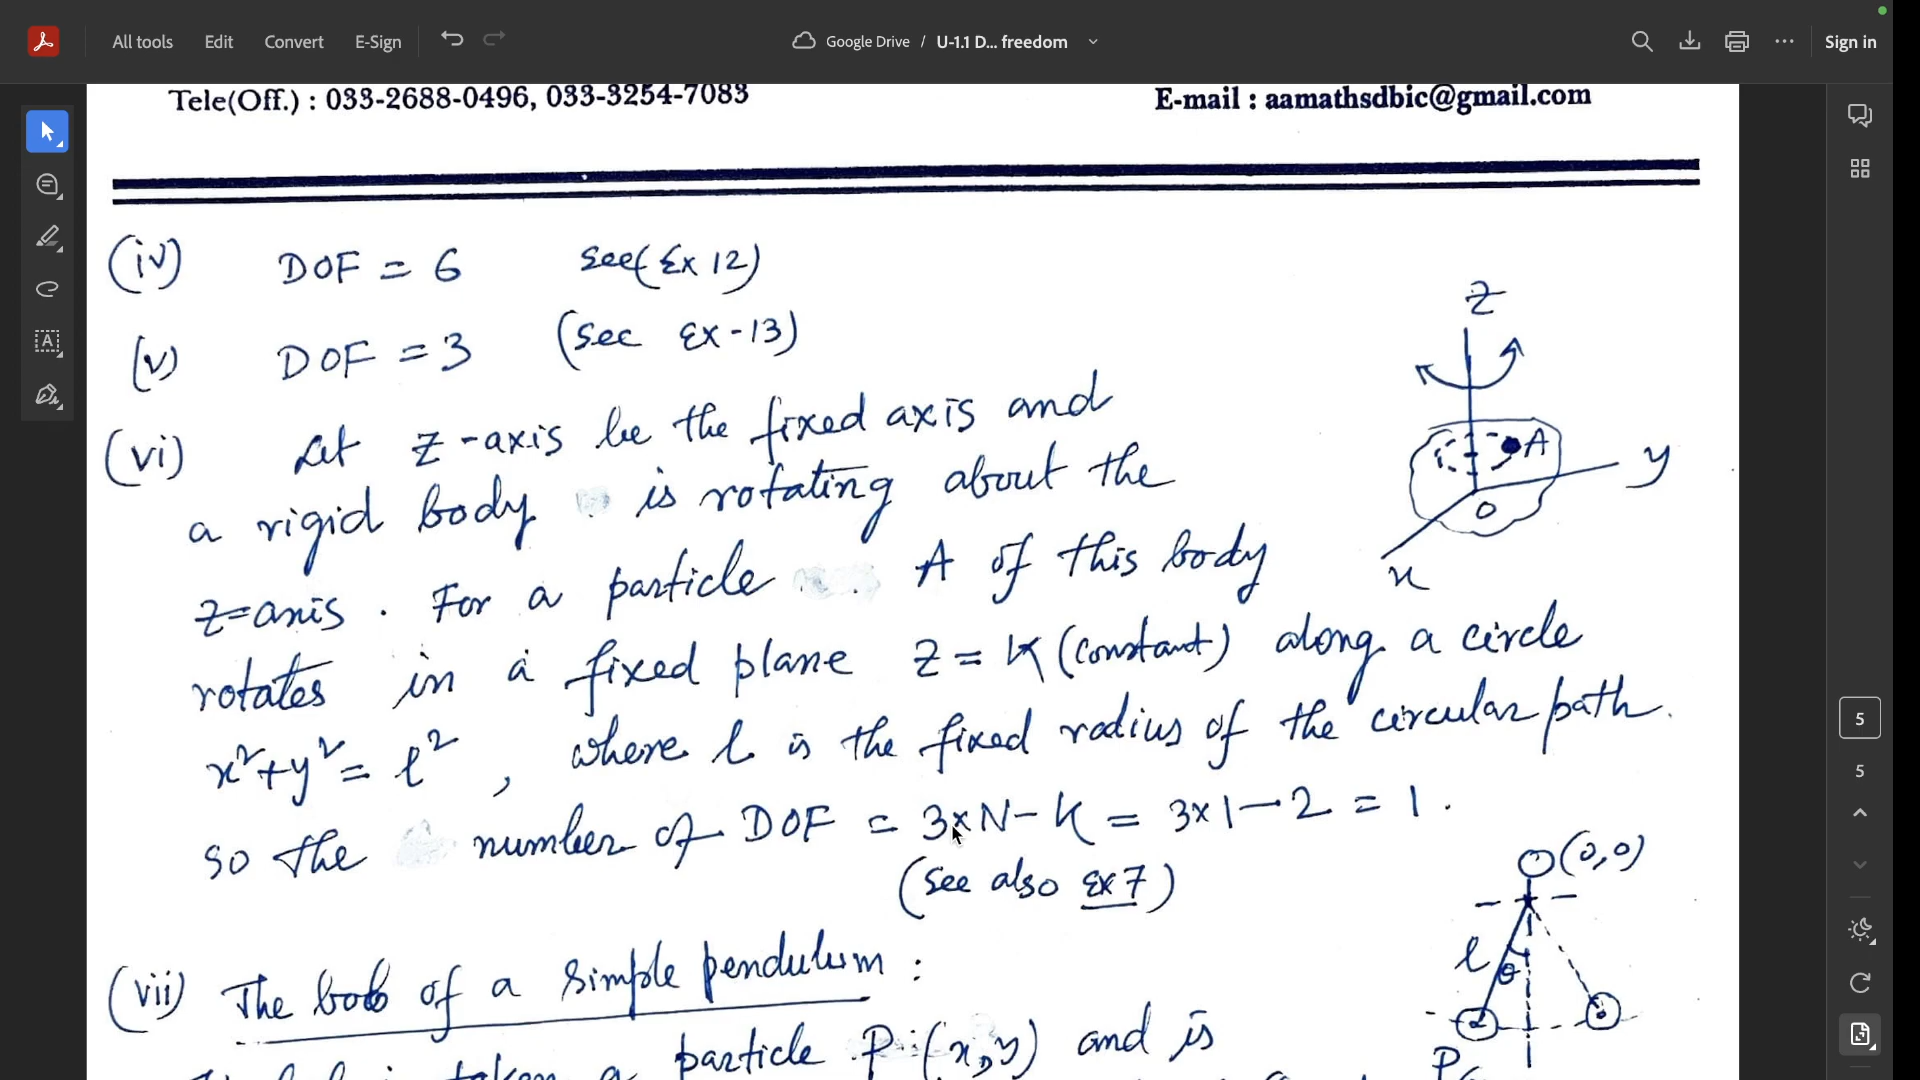 All tools Edit Convert E-Sign Google Drive / U-1.1 D... freedom Sign in
Tele(Off.) : 033-2688-0496, 033-3254-7083 E-mail : aamathsdbic@gmail.com
(iv) DOF = 6 see(Ex 12)
(v) DOF = 3 (see Ex-13)
(vi) Let z-axis be the fixed axis and
a rigid body is rotating about the
z=axis. For a particle A of this body
rotates in a fixed plane z = K (constant) along a circle
x²+y² = l², where l is the fixed radius of the circular path.
so the number of DOF = 3×N-K = 3×1-2 = 1.
(see also Ex 7)
(vii) The bob of a simple pendulum :
particle P:(x,y) and is
taken a
z
A
y
O
x
O(0,0)
l
θ
P
5
5